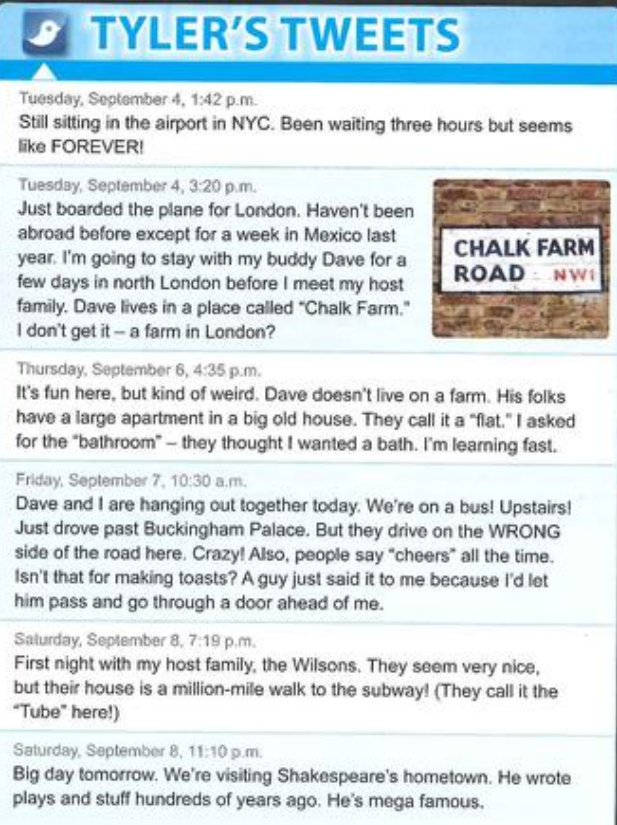 TYLER'S TWEETS
Tuesday, September 4, 1:42 p.m.
Still sitting in the airport in NYC. Been waiting three hours but seems
like FOREVER!
Tuesday, September 4, 3:20 p.m.
Just boarded the plane for London. Haven't been
abroad before except for a week in Mexico last
year. I'm going to stay with my buddy Dave for a
few days in north London before I meet my host
family. Dave lives in a place called "Chalk Farm."
I don't get it – a farm in London?
CHALK FARM
ROAD NW1
Thursday, September 6, 4:35 p.m.
It's fun here, but kind of weird. Dave doesn't live on a farm. His folks
have a large apartment in a big old house. They call it a "flat." I asked
for the "bathroom" – they thought I wanted a bath. I'm learning fast.
Friday, September 7, 10:30 a.m.
Dave and I are hanging out together today. We're on a bus! Upstairs!
Just drove past Buckingham Palace. But they drive on the WRONG
side of the road here. Crazy! Also, people say "cheers" all the time.
Isn't that for making toasts? A guy just said it to me because I'd let
him pass and go through a door ahead of me.
Saturday, September 8, 7:19 p.m.
First night with my host family, the Wilsons. They seem very nice,
but their house is a million-mile walk to the subway! (They call it the
"Tube" here!)
Saturday, September 8, 11:10 p.m.
Big day tomorrow. We're visiting Shakespeare's hometown. He wrote
plays and stuff hundreds of years ago. He's mega famous.